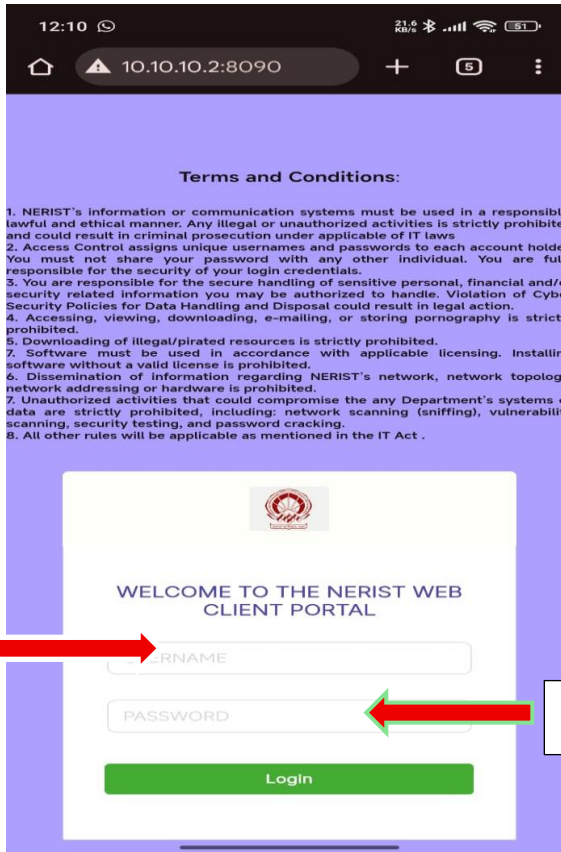 12:10
21.6
KB/s
51
10.10.10.2:8090
5
Terms and Conditions:
1. NERIST's information or communication systems must be used in a responsibl
lawful and ethical manner. Any illegal or unauthorized activities is strictly prohibite
and could result in criminal prosecution under applicable of IT laws
2. Access Control assigns unique usernames and passwords to each account holde
You must not share your password with any other individual. You are ful
responsible for the security of your login credentials.
3. You are responsible for the secure handling of sensitive personal, financial and/o
security related information you may be authorized to handle. Violation of Cybe
Security Policies for Data Handling and Disposal could result in legal action.
4. Accessing, viewing, downloading, e-mailing, or storing pornography is strict
prohibited.
5. Downloading of illegal/pirated resources is strictly prohibited.
7. Software must be used in accordance with applicable licensing. Installin
software without a valid license is prohibited.
6. Dissemination of information regarding NERIST's network, network topolog
network addressing or hardware is prohibited.
7. Unauthorized activities that could compromise the any Department's systems o
data are strictly prohibited, including: network scanning (sniffing), vulnerabilit
scanning, security testing, and password cracking.
8. All other rules will be applicable as mentioned in the IT Act .
WELCOME TO THE NERIST WEB
CLIENT PORTAL
ERNAME
PASSWORD
Login